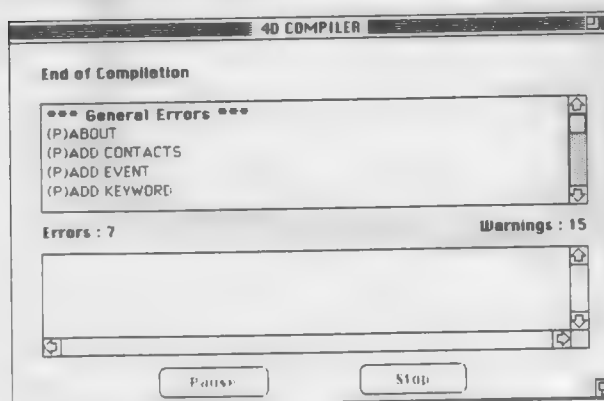 4D COMPILER
End of Compilation
*** General Errors ***
(P)ABOUT
(P)ADD CONTACTS
(P)ADD EVENT
(P)ADD KEYWORD
Errors : 7
Warnings : 15
Pause
Stop